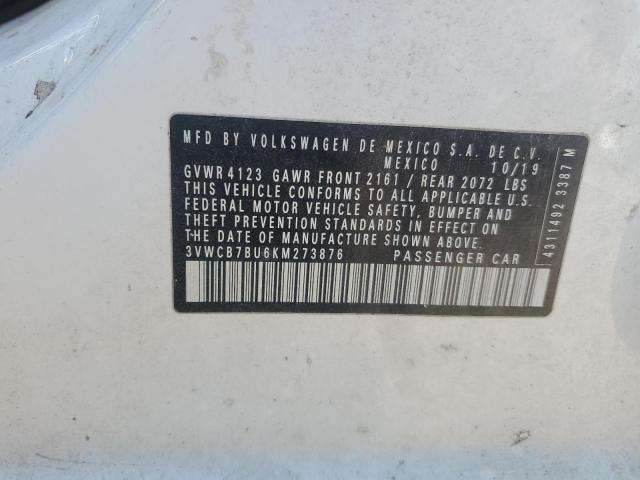 MFD BY VOLKSWAGEN DE MEXICO S.A. DE C.V.
MEXICO 10/19
GVWR 4123 GAWR FRONT 2161 / REAR 2072 LBS
THIS VEHICLE CONFORMS TO ALL APPLICABLE U.S.
FEDERAL MOTOR VEHICLE SAFETY, BUMPER AND
THEFT PREVENTION STANDARDS IN EFFECT ON
THE DATE OF MANUFACTURE SHOWN ABOVE.
3VWCB7BU6KM273876 PASSENGER CAR
4311492 3387 M